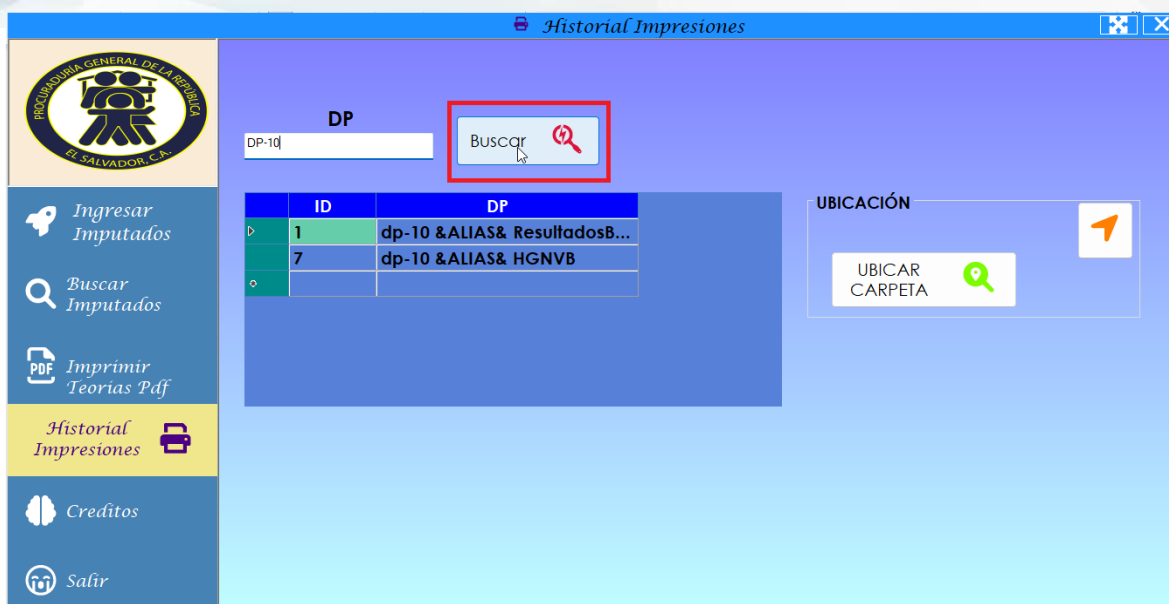 Historial Impresiones
PROCURADURÍA GENERAL DE LA REPÚBLICA
EL SALVADOR, C.A.
DP
DP-10
Buscar
ID DP
1 dp-10 &ALIAS& ResultadosB...
7 dp-10 &ALIAS& HGNVB
UBICACIÓN
UBICAR
CARPETA
Ingresar
Imputados
Buscar
Imputados
PDF
Imprimir
Teorias Pdf
Historial
Impresiones
Creditos
Salir